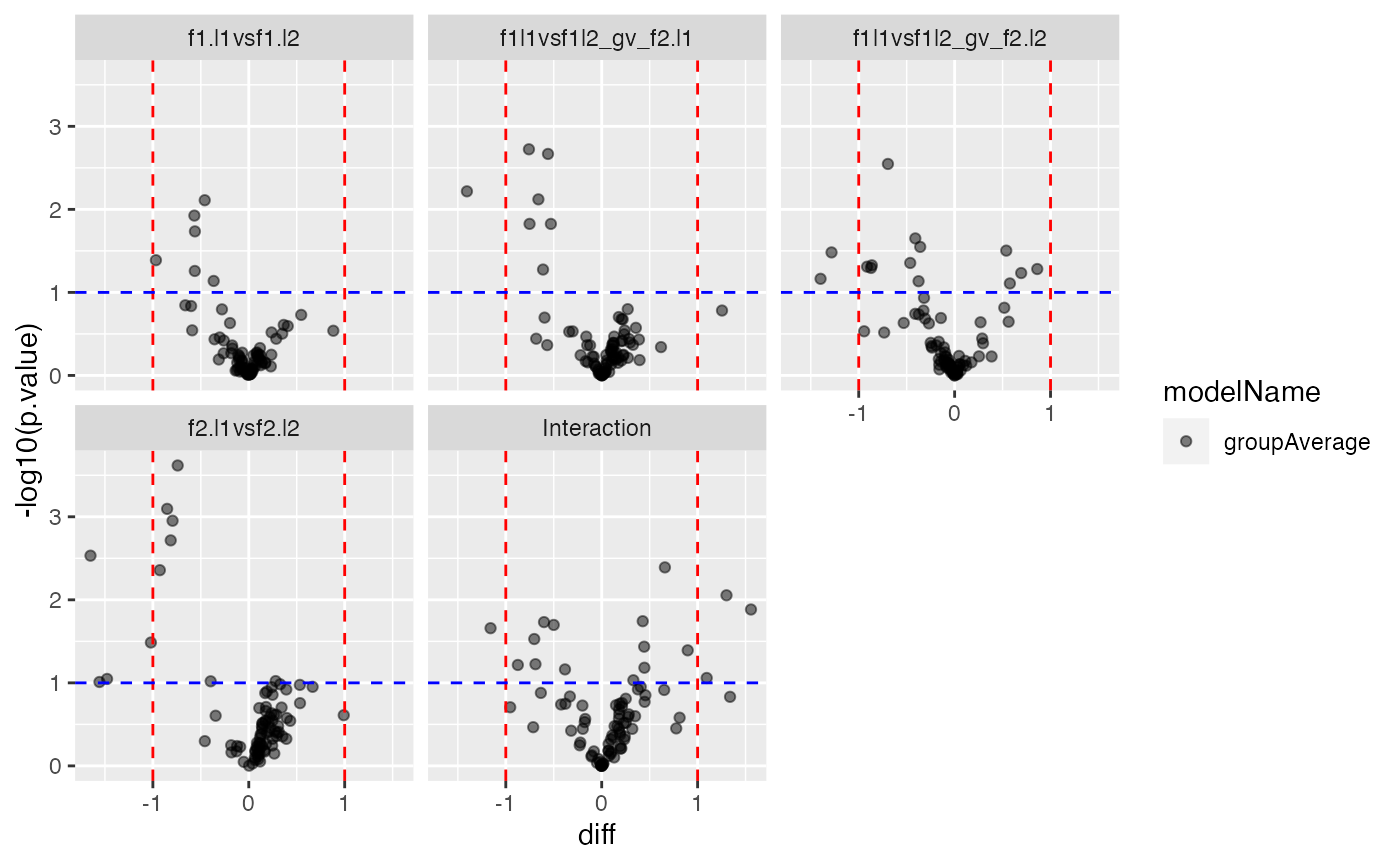 f1.l1vsf1.l2
f1l1vsf1l2_gv_f2.l1
f1l1vsf1l2_gv_f2.l2
3
2
1
0
-1
0
1
f2.l1vsf2.l2
Interaction
3
2
1
0
-1
0
1
-1
0
1
diff
-log10(p.value)
modelName
groupAverage